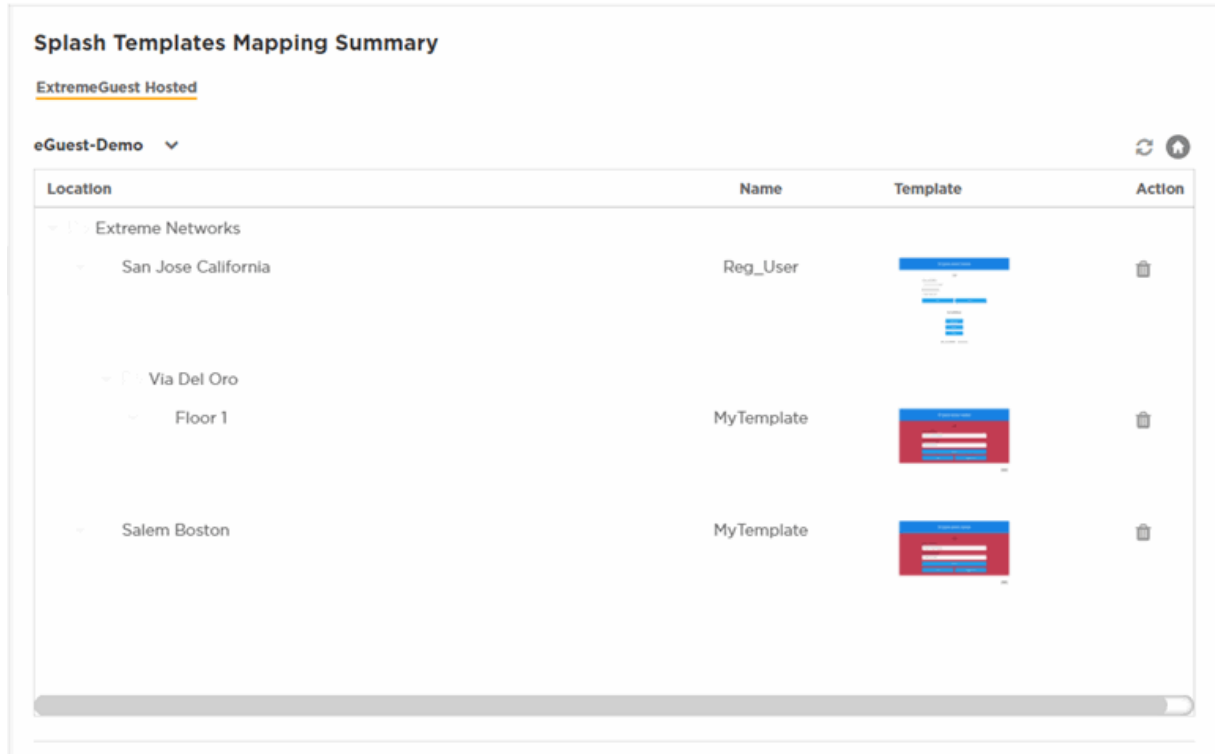 Splash Templates Mapping Summary
ExtremeGuest Hosted
eGuest-Demo
Location Name Template Action
Extreme Networks
San Jose California Reg_User
Via Del Oro
Floor 1 MyTemplate
Salem Boston MyTemplate